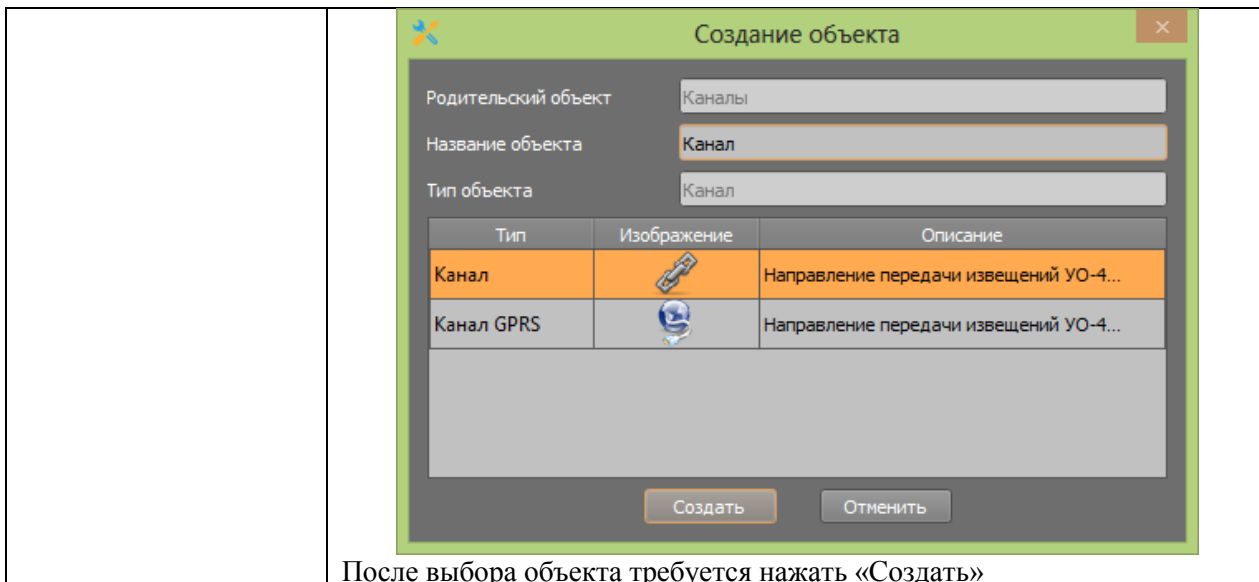 Создание объекта
Родительский объект Каналы
Название объекта Канал
Тип объекта Канал
Тип Изображение Описание
Канал Направление передачи извещений УО-4...
Канал GPRS Направление передачи извещений УО-4...
Создать Отменить
После выбора объекта требуется нажать «Создать»